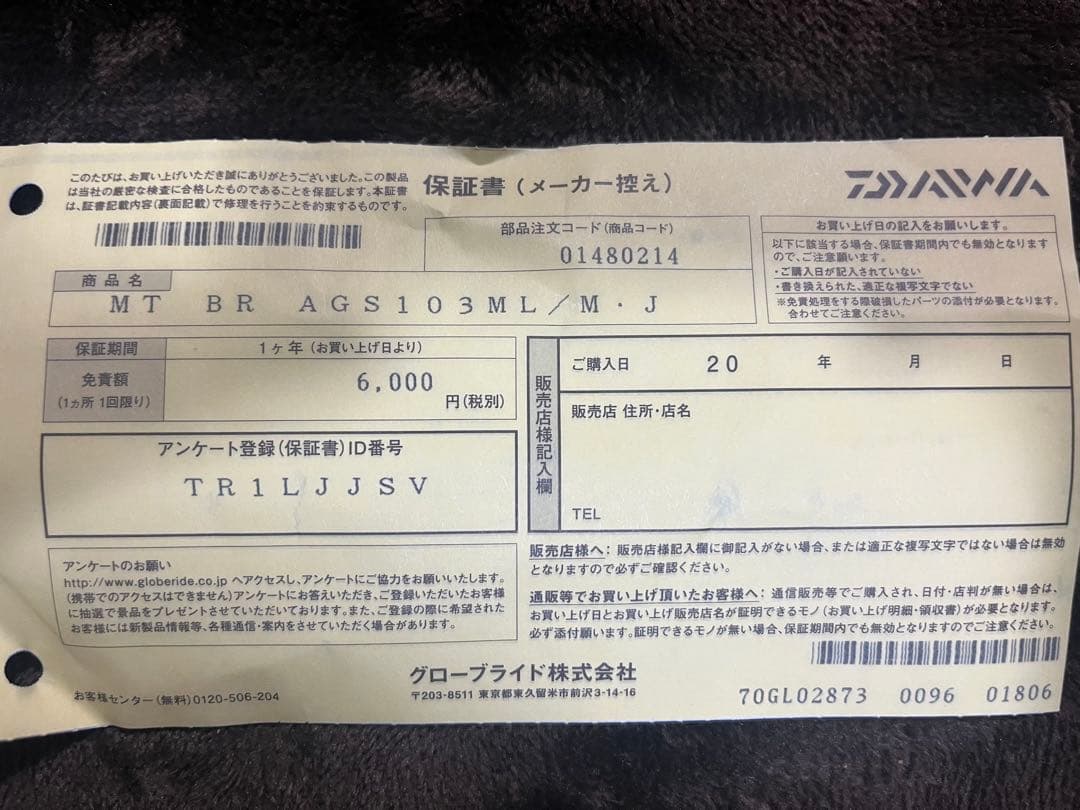 このたびは、お買い上げいただき誠にありがとうございました。この製品
は当社の厳密な検査に合格したものであることを保証します。本証書
は、証書記載内容(裏面記載)で修理を行うことを約束するものです。
保証書(メーカー控え)
DAIWA
部品注文コード(商品コード)
01480214
お買い上げ日の記入をお願いします。
以下に該当する場合、保証書期間内でも無効となります
ので、ご注意願います。
・ご購入日が記入されていない
・書き換えられた、適正な複写文字でない
※免責処理をする際破損したパーツの添付が必要となります。
合わせてご注意ください。
商品名
MT BR AGS103ML/M・J
保証期間
1ヶ年(お買い上げ日より)
免責額
(1ヵ所1回限り)
6,000
円(税別)
アンケート登録(保証書)ID番号
TR1LJJSV
販売店様記入欄
ご購入日 20 年 月 日
販売店 住所・店名
TEL
アンケートのお願い
http://www.globeride.co.jp へアクセスし、アンケートにご協力をお願いいたします。
(携帯でのアクセスはできません)アンケートにお答えいただき、ご登録いただいたお客様
に抽選で景品をプレゼントさせていただいております。また、ご登録の際に希望された
お客様には新製品情報等、各種通信・案内をさせていただく場合があります。
販売店様へ:販売店様記入欄に御記入がない場合、または適正な複写文字ではない場合は無効
となりますので必ずご確認ください。
通販等でお買い上げ頂いたお客様へ:通信販売等でご購入され、日付・店判が無い場合は、
お買い上げ日とお買い上げ販売店名が証明できるモノ(お買い上げ明細・領収書)が必要となります。
必ず添付願います。証明できるモノが無い場合、保証期間内でも無効となりますのでご注意ください。
グローブライド株式会社
〒203-8511 東京都東久留米市前沢3-14-16
お客様センター(無料)0120-506-204
70GL02873 0096 01806